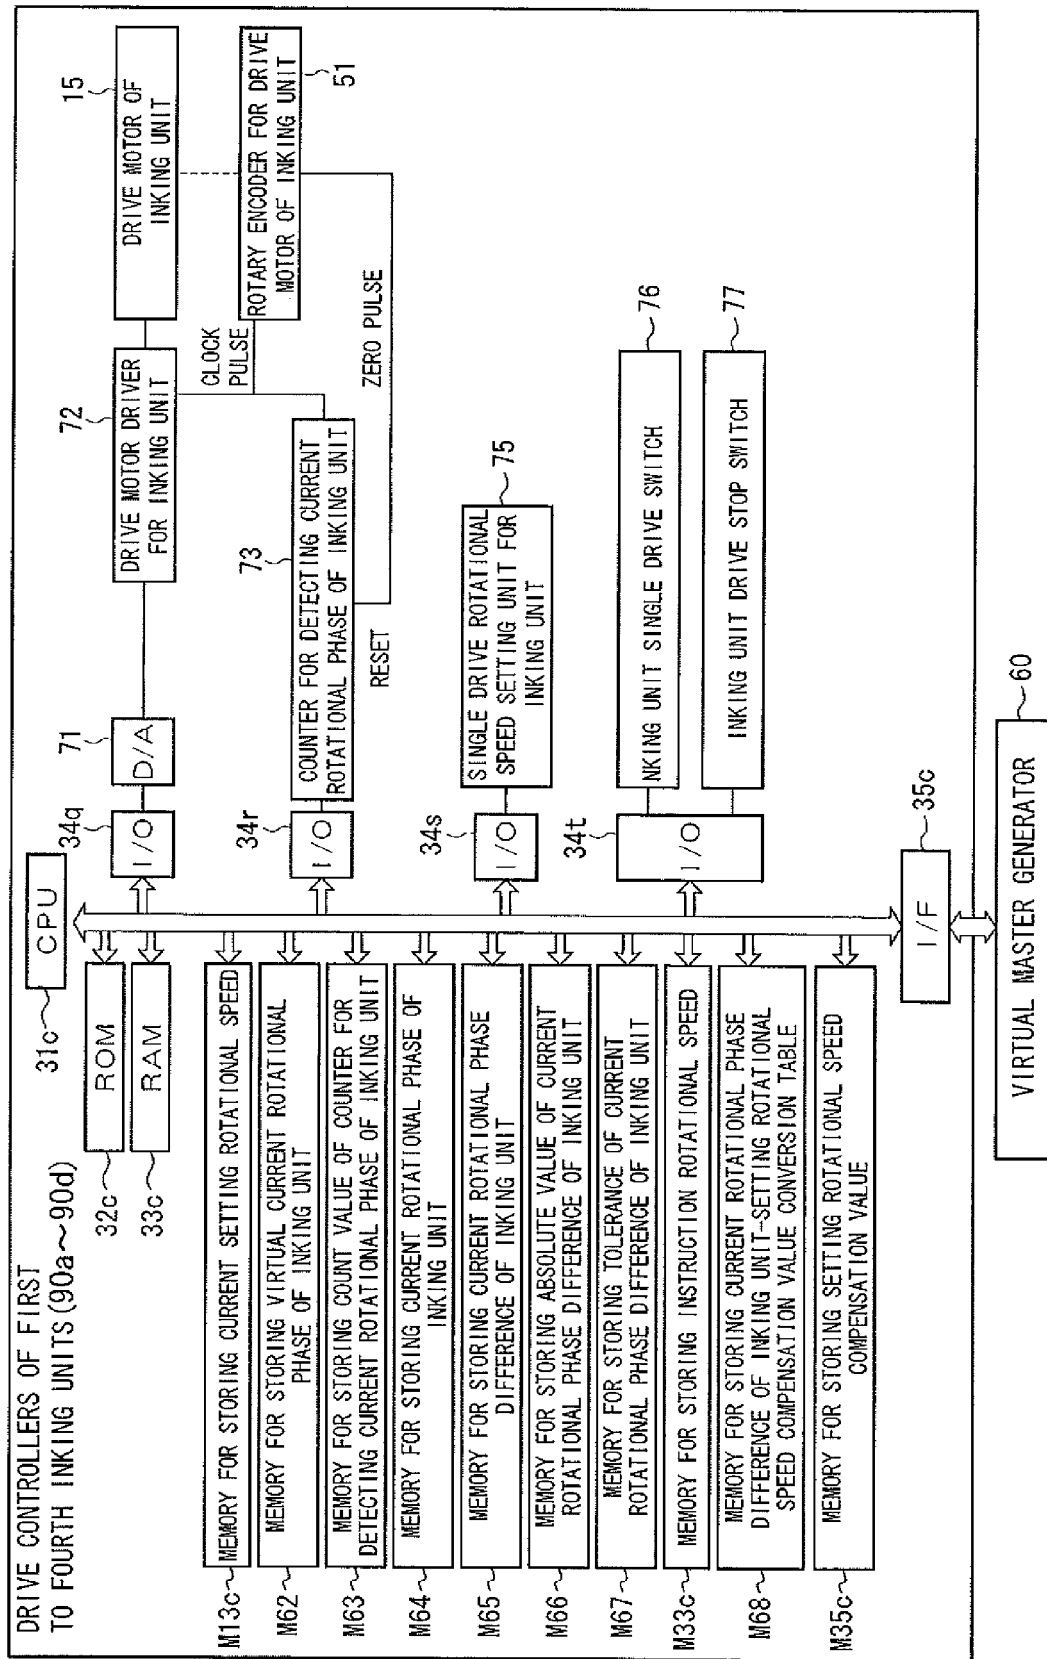 DRIVE CONTROLLERS OF FIRST
TO FOURTH INKING UNITS(90a～90d)
31c
CPU
32c
ROM
33c
RAM
M13c
MEMORY FOR STORING CURRENT SETTING ROTATIONAL SPEED
M62
MEMORY FOR STORING VIRTUAL CURRENT ROTATIONAL
PHASE OF INKING UNIT
M63
MEMORY FOR STORING COUNT VALUE OF COUNTER FOR
DETECTING CURRENT ROTATIONAL PHASE OF INKING UNIT
M64
MEMORY FOR STORING CURRENT ROTATIONAL PHASE OF
INKING UNIT
M65
MEMORY FOR STORING CURRENT ROTATIONAL PHASE
DIFFERENCE OF INKING UNIT
M66
MEMORY FOR STORING ABSOLUTE VALUE OF CURRENT
ROTATIONAL PHASE DIFFERENCE OF INKING UNIT
M67
MEMORY FOR STORING TOLERANCE OF CURRENT
ROTATIONAL PHASE DIFFERENCE OF INKING UNIT
M33c
MEMORY FOR STORING INSTRUCTION ROTATIONAL SPEED
M68
MEMORY FOR STORING CURRENT ROTATIONAL PHASE
DIFFERENCE OF INKING UNIT-SETTING ROTATIONAL
SPEED COMPENSATION VALUE CONVERSION TABLE
M35c
MEMORY FOR STORING SETTING ROTATIONAL SPEED
COMPENSATION VALUE
34q
I/O
71
D/A
72
DRIVE MOTOR DRIVER
FOR INKING UNIT
15
DRIVE MOTOR OF
INKING UNIT
CLOCK
PULSE
51
ROTARY ENCODER FOR DRIVE
MOTOR OF INKING UNIT
34r
I/O
73
COUNTER FOR DETECTING CURRENT
ROTATIONAL PHASE OF INKING UNIT
RESET
ZERO PULSE
34s
I/O
75
SINGLE DRIVE ROTATIONAL
SPEED SETTING UNIT FOR
INKING UNIT
34t
I/O
76
NKING UNIT SINGLE DRIVE SWITCH
77
INKING UNIT DRIVE STOP SWITCH
35c
I/F
60
VIRTUAL MASTER GENERATOR